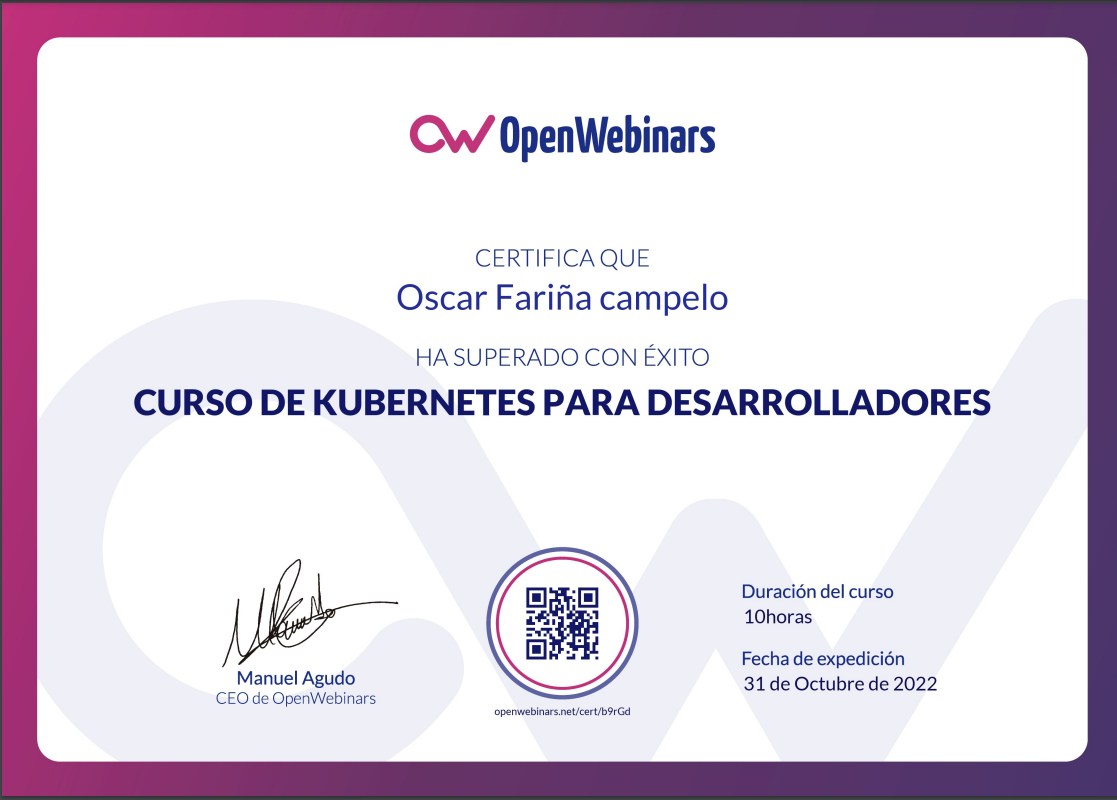 OpenWebinars
CERTIFICA QUE
Oscar Fariña campelo
HA SUPERADO CON ÉXITO
CURSO DE KUBERNETES PARA DESARROLLADORES
Manuel Agudo
CEO de OpenWebinars
openwebinars.net/cert/b9rGd
Duración del curso
10horas
Fecha de expedición
31 de Octubre de 2022